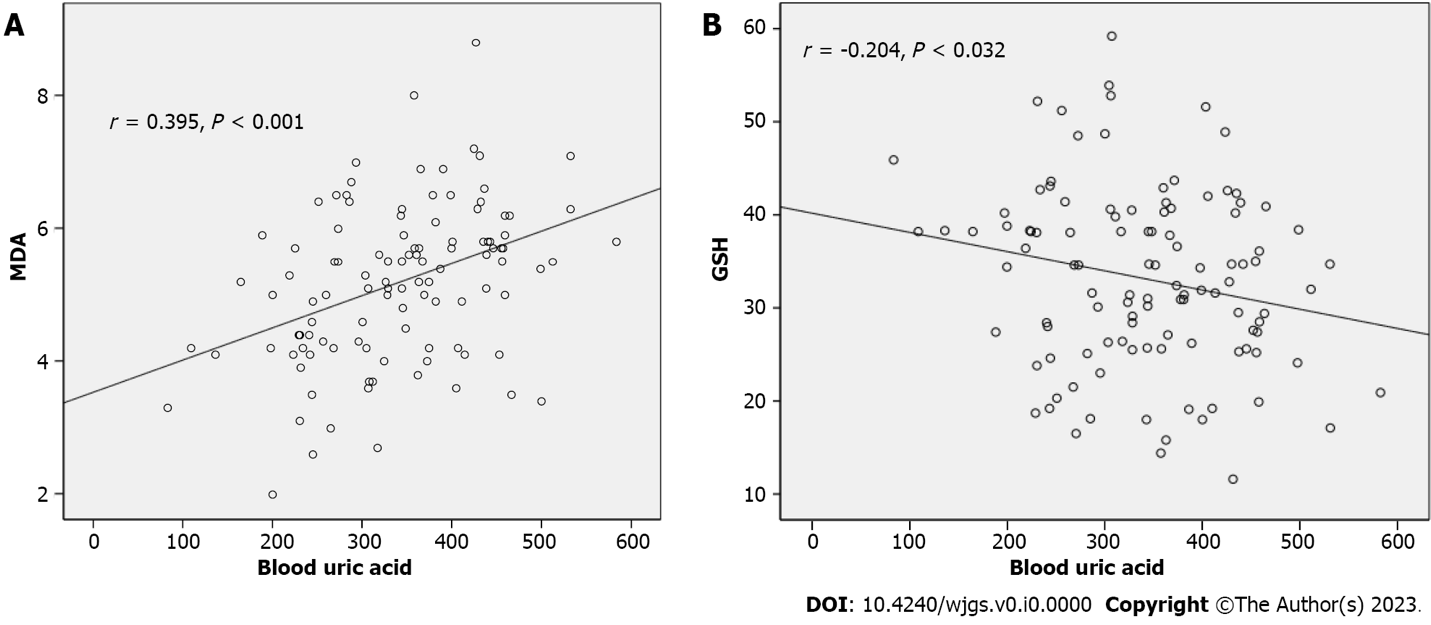 A
r = 0.395, P < 0.001
8
6
4
2
MDA
0 100 200 300 400 500 600
Blood uric acid
B
r = -0.204, P < 0.032
60
50
40
30
20
10
GSH
0 100 200 300 400 500 600
Blood uric acid
DOI: 10.4240/wjgs.v0.i0.0000 Copyright ©The Author(s) 2023.